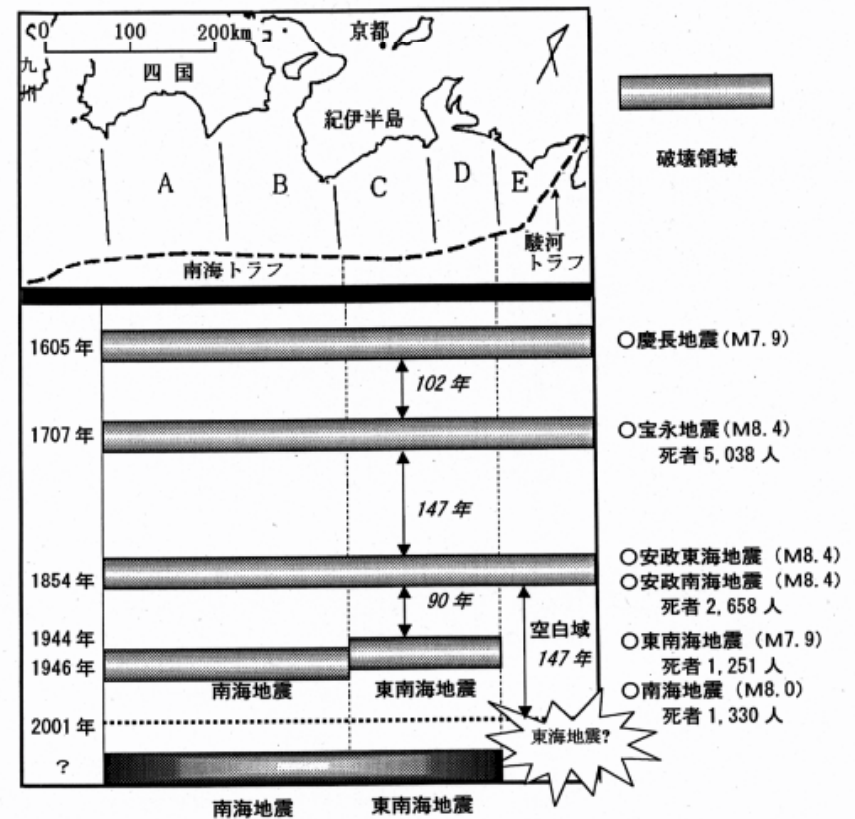 0 100 200km
京都
九州
四国
紀伊半島
A B C D E
南海トラフ
駿河トラフ
破壊領域
1605年
○慶長地震(M7.9)
102年
1707年
○宝永地震(M8.4)
死者5,038人
147年
1854年
○安政東海地震(M8.4)
○安政南海地震(M8.4)
死者2,658人
90年
空白域
147年
1944年
1946年
○東南海地震(M7.9)
死者1,251人
○南海地震(M8.0)
死者1,330人
南海地震
東南海地震
2001年
東海地震?
?
南海地震
東南海地震